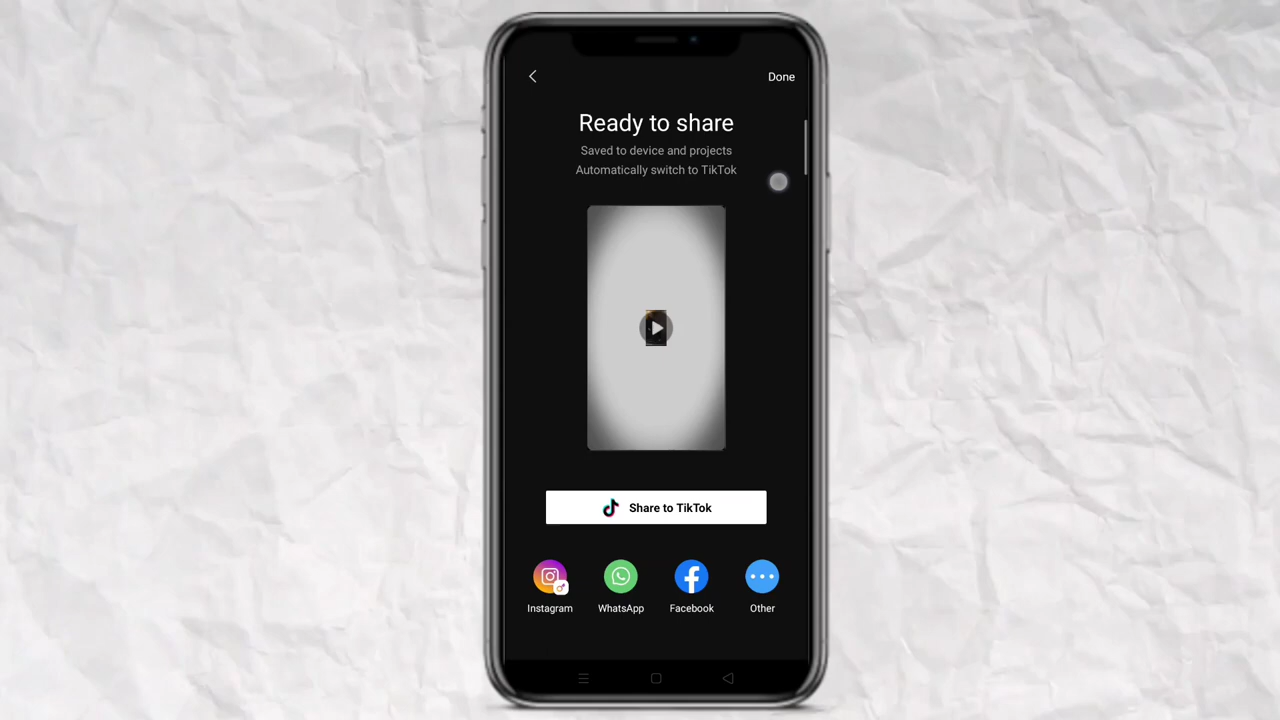 Done
Ready to share
Saved to device and projects
Automatically switch to TikTok
Share to TikTok
Instagram
WhatsApp
Facebook
Other